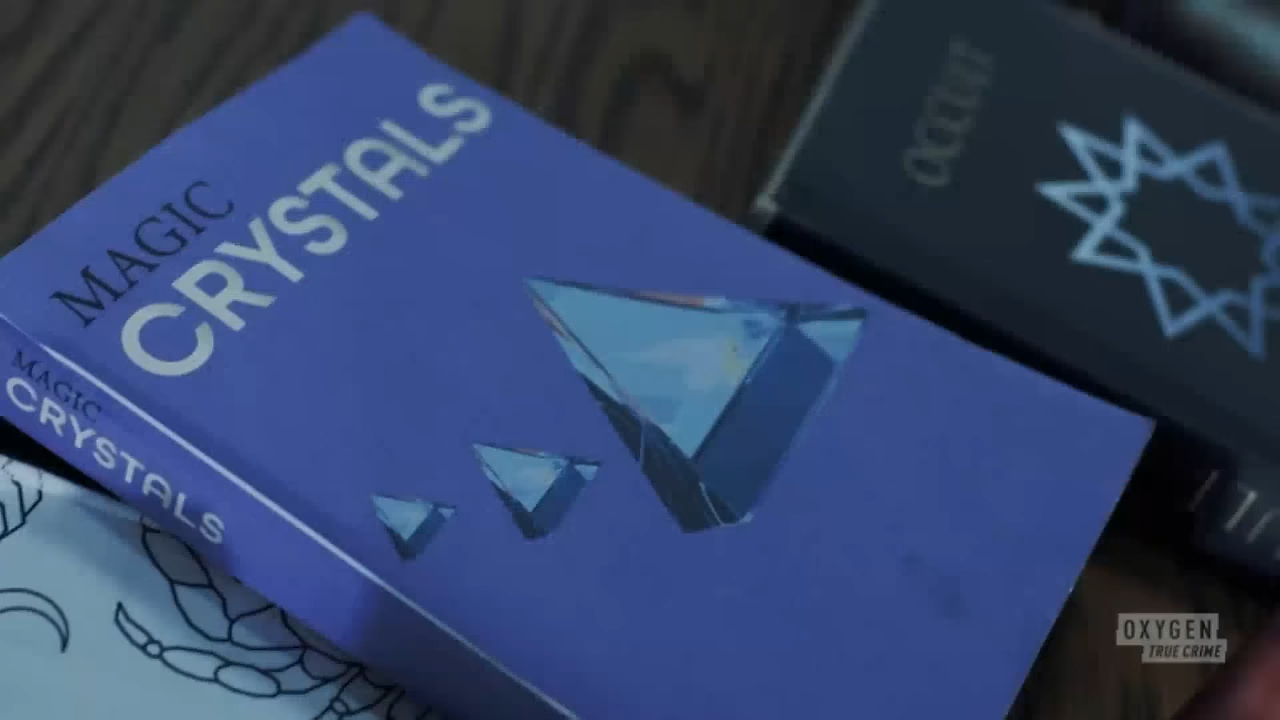 MAGIC
CRYSTALS
MAGIC
CRYSTALS
OCCULT
OXYGEN
TRUE CRIME